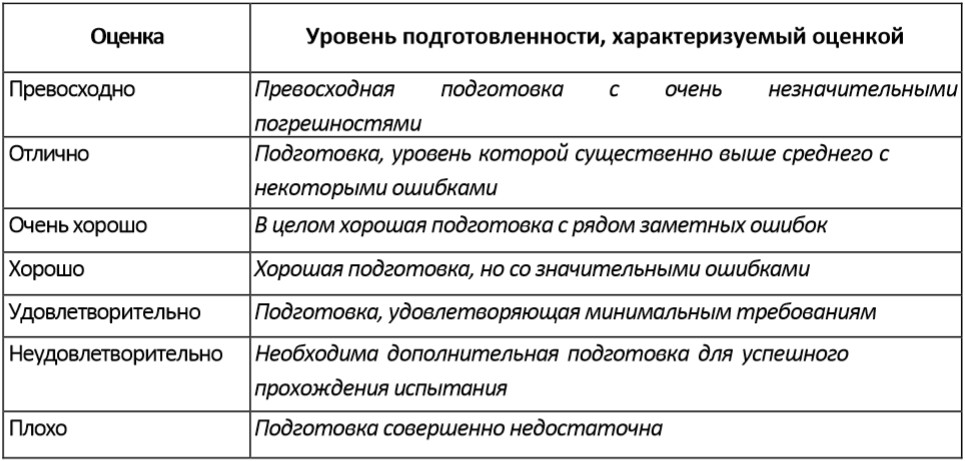 Оценка Уровень подготовленности, характеризуемый оценкой
Превосходно Превосходная подготовка с очень незначительными
погрешностями
Отлично Подготовка, уровень которой существенно выше среднего с
некоторыми ошибками
Очень хорошо В целом хорошая подготовка с рядом заметных ошибок
Хорошо Хорошая подготовка, но со значительными ошибками
Удовлетворительно Подготовка, удовлетворяющая минимальным требованиям
Неудовлетворительно Необходима дополнительная подготовка для успешного
прохождения испытания
Плохо Подготовка совершенно недостаточна